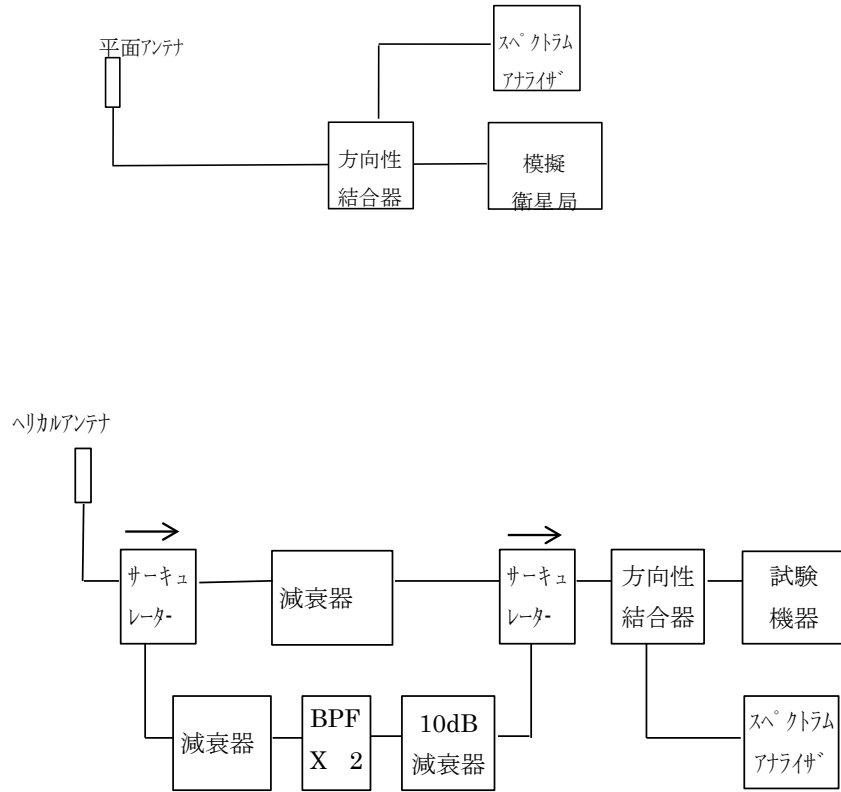 平面アンテナ
スペクトラム
アナライザ
方向性
結合器
模擬
衛星局
ヘリカルアンテナ
サーキュ
レーター
減衰器
サーキュ
レーター
方向性
結合器
試験
機器
減衰器
BPF
X 2
10dB
減衰器
スペクトラム
アナライザ